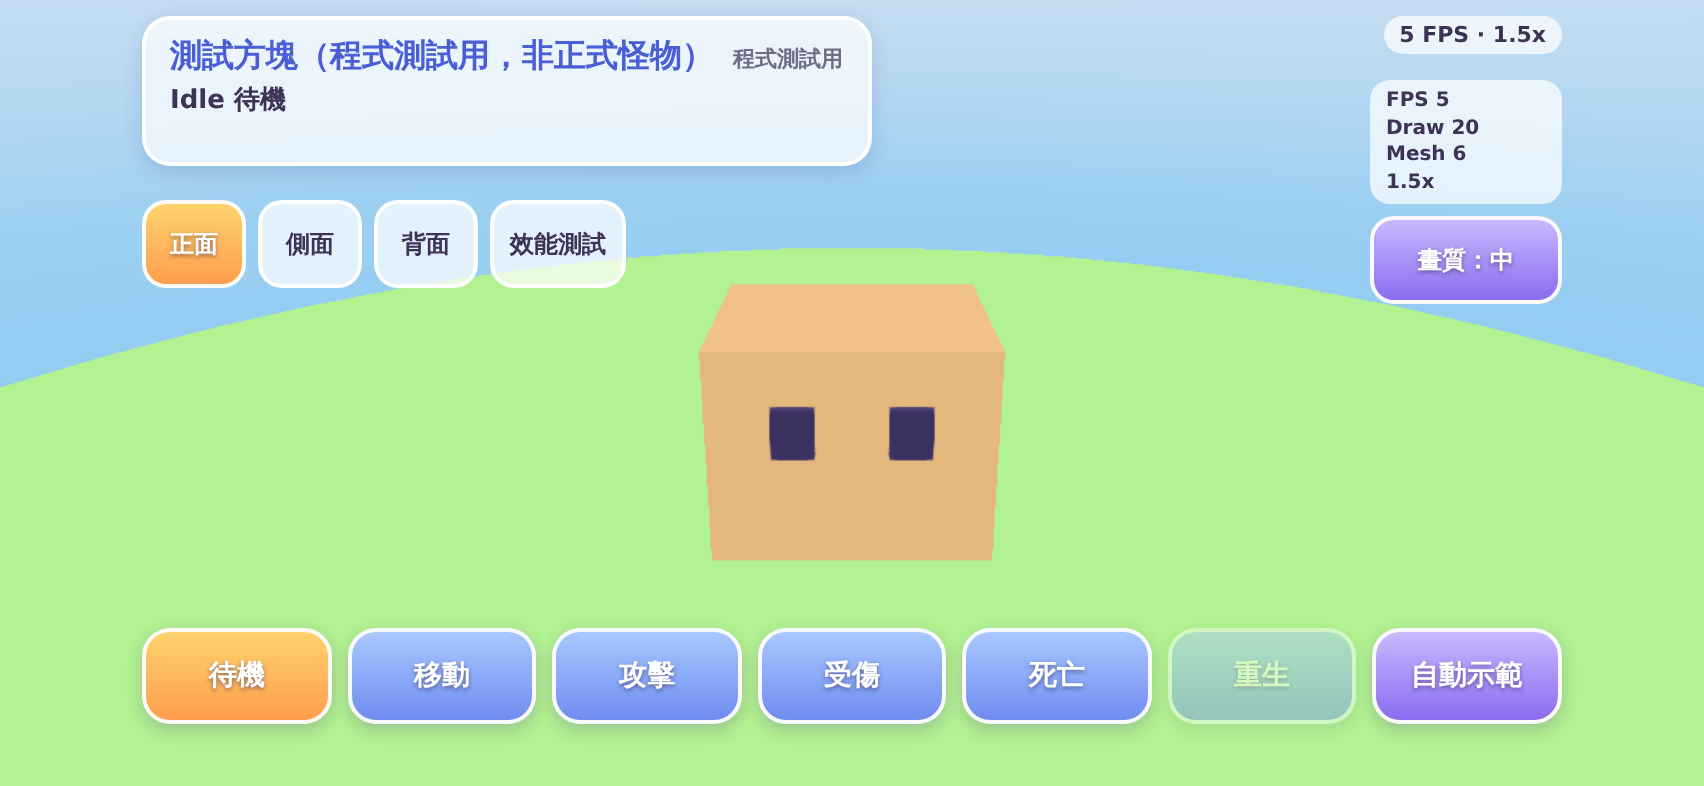 測試方塊（程式測試用，非正式怪物） 程式測試用
Idle 待機
5 FPS · 1.5x
FPS 5
Draw 20
Mesh 6
1.5x
正面
側面
背面
效能測試
畫質：中
待機
移動
攻擊
受傷
死亡
重生
自動示範